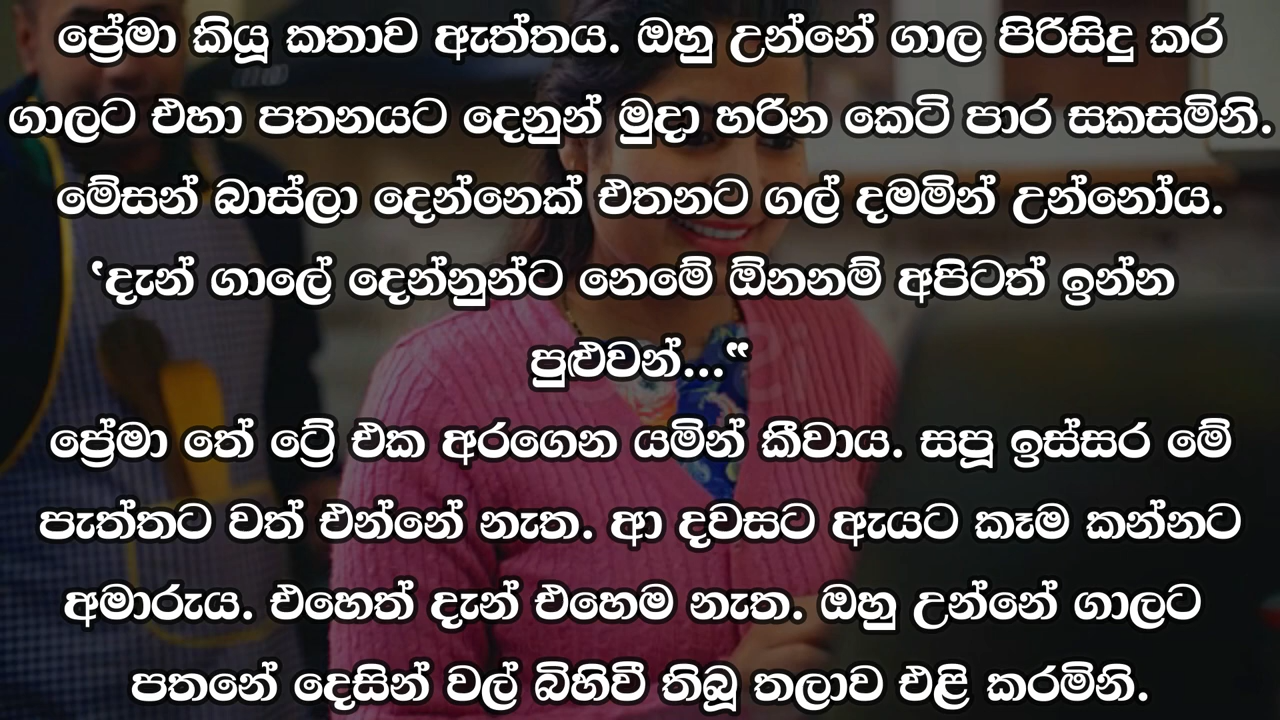 ප්‍රේමා කියූ කතාව ඇත්තය. ඔහු උන්නේ ගාල පිරිසිදු කර
ගාලට එහා පතනයට දෙනුන් මුදා හරින කෙටි පාර සකසමිනි.
මේසන් බාස්ලා දෙන්නෙක් එතනට ගල් දමමින් උන්නෝය.
‛දැන් ගාලේ දෙන්නුන්ට නෙමේ ඕනනම් අපිටත් ඉන්න
පුළුවන්...‟
ප්‍රේමා තේ ට්‍රේ එක අරගෙන යමින් කීවාය. සපූ ඉස්සර මේ
පැත්තට වත් එන්නේ නැත. ආ දවසට ඇයට කෑම කන්නට
අමාරුය. එහෙත් දැන් එහෙම නැත. ඔහු උන්නේ ගාලට
පතනේ දෙසින් වල් බිහිවී තිබූ තලාව එළි කරමිනි.